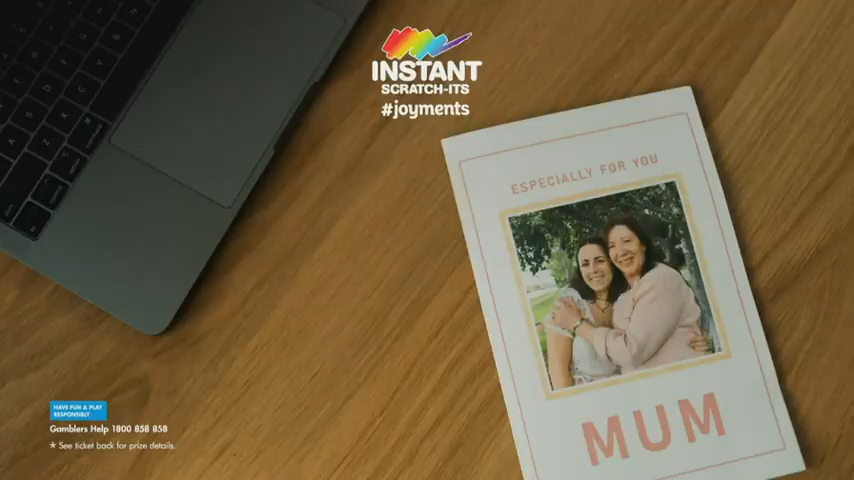 INSTANT
SCRATCH-ITS
#joyments
ESPECIALLY FOR YOU
MUM
HAVE FUN & PLAY
RESPONSIBLY
Gamblers Help 1800 858 858
* See ticket back for prize details.